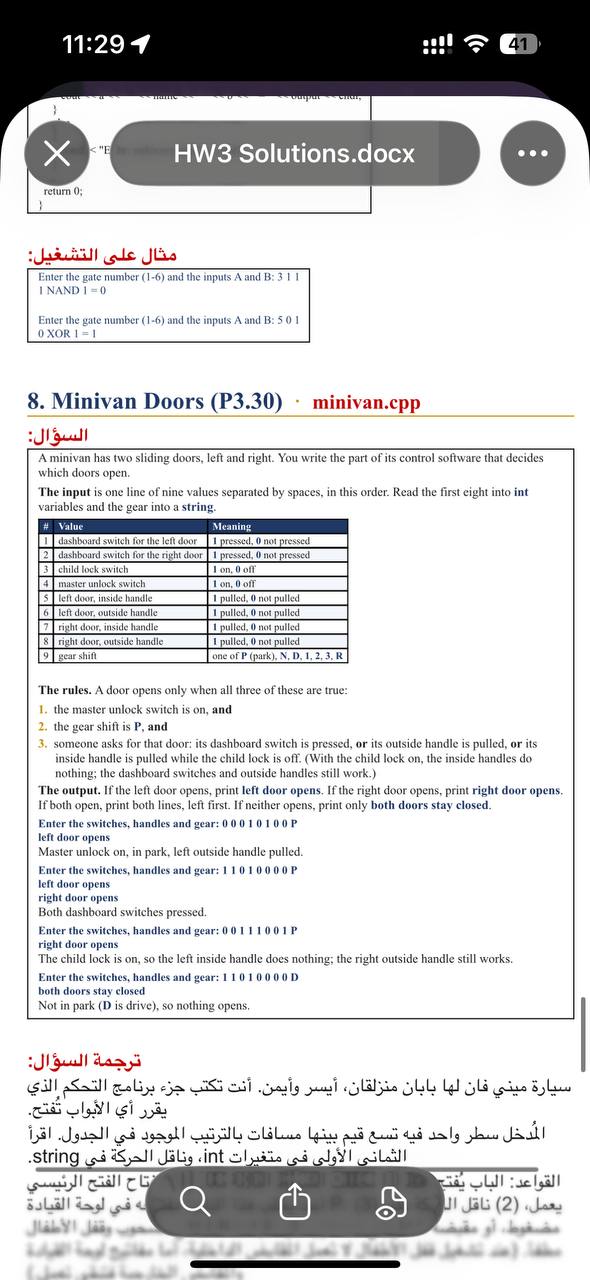 11:29
41
HW3 Solutions.docx
}
return 0;
}
مثال على التشغيل:
Enter the gate number (1-6) and the inputs A and B: 3 1 1
1 NAND 1 = 0
Enter the gate number (1-6) and the inputs A and B: 5 0 1
0 XOR 1 = 1
8. Minivan Doors (P3.30) · minivan.cpp
السؤال:
A minivan has two sliding doors, left and right. You write the part of its control software that decides
which doors open.
The input is one line of nine values separated by spaces, in this order. Read the first eight into int
variables and the gear into a string.
# Value Meaning
1 dashboard switch for the left door 1 pressed, 0 not pressed
2 dashboard switch for the right door 1 pressed, 0 not pressed
3 child lock switch 1 on, 0 off
4 master unlock switch 1 on, 0 off
5 left door, inside handle 1 pulled, 0 not pulled
6 left door, outside handle 1 pulled, 0 not pulled
7 right door, inside handle 1 pulled, 0 not pulled
8 right door, outside handle 1 pulled, 0 not pulled
9 gear shift one of P (park), N, D, 1, 2, 3, R
The rules. A door opens only when all three of these are true:
1. the master unlock switch is on, and
2. the gear shift is P, and
3. someone asks for that door: its dashboard switch is pressed, or its outside handle is pulled, or its
inside handle is pulled while the child lock is off. (With the child lock on, the inside handles do
nothing; the dashboard switches and outside handles still work.)
The output. If the left door opens, print left door opens. If the right door opens, print right door opens.
If both open, print both lines, left first. If neither opens, print only both doors stay closed.
Enter the switches, handles and gear: 0 0 0 1 0 1 0 0 P
left door opens
Master unlock on, in park, left outside handle pulled.
Enter the switches, handles and gear: 1 1 0 1 0 0 0 0 P
left door opens
right door opens
Both dashboard switches pressed.
Enter the switches, handles and gear: 0 0 1 1 1 0 0 1 P
right door opens
The child lock is on, so the left inside handle does nothing; the right outside handle still works.
Enter the switches, handles and gear: 1 1 0 1 0 0 0 0 D
both doors stay closed
Not in park (D is drive), so nothing opens.
ترجمة السؤال:
سيارة ميني فان لها بابان منزلقان، أيسر وأيمن. أنت تكتب جزء برنامج التحكم الذي
يقرر أي الأبواب تُفتح.
المُدخل سطر واحد فيه تسع قيم بينها مسافات بالترتيب الموجود في الجدول. اقرأ
الثماني الأولى في متغيرات int، وناقل الحركة في string.
القواعد: الباب يُفتح
الفتح الرئيسي
يعمل، (2) ناقل
في لوحة القيادة